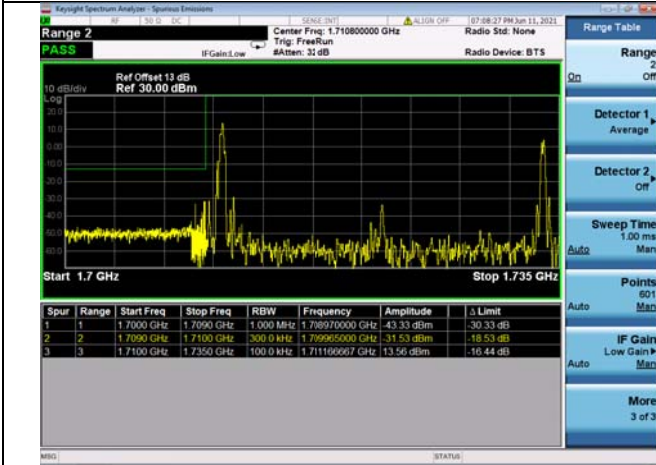 Keysight Spectrum Analyzer - Spurious Emissions
RF 50 Ω DC SENSE:INT ALIGN OFF 07:08:27 PM Jun 11, 2021
Range 2 Center Freq: 1.710800000 GHz Radio Std: None
Trig: FreeRun
PASS IFGain:Low #Atten: 32 dB Radio Device: BTS
Ref Offset 13 dB
10 dB/div Ref 30.00 dBm
Log
20.0
10.0
0.00
-10.0
-20.0
-30.0
-40.0
-50.0
-60.0
Start 1.7 GHz Stop 1.735 GHz
Spur Range Start Freq Stop Freq RBW Frequency Amplitude Δ Limit
1 1 1.7000 GHz 1.7090 GHz 1.000 MHz 1.708970000 GHz -43.33 dBm -30.33 dB
2 2 1.7090 GHz 1.7100 GHz 300.0 kHz 1.709965000 GHz -31.53 dBm -18.53 dB
3 3 1.7100 GHz 1.7350 GHz 100.0 kHz 1.711166667 GHz 13.56 dBm -16.44 dB
Range Table
Range
2
On Off
Detector 1
Average
Detector 2
Off
Sweep Time
1.00 ms
Auto Man
Points
601
Auto Man
IF Gain
Low Gain
Auto Man
More
3 of 3
MSG STATUS